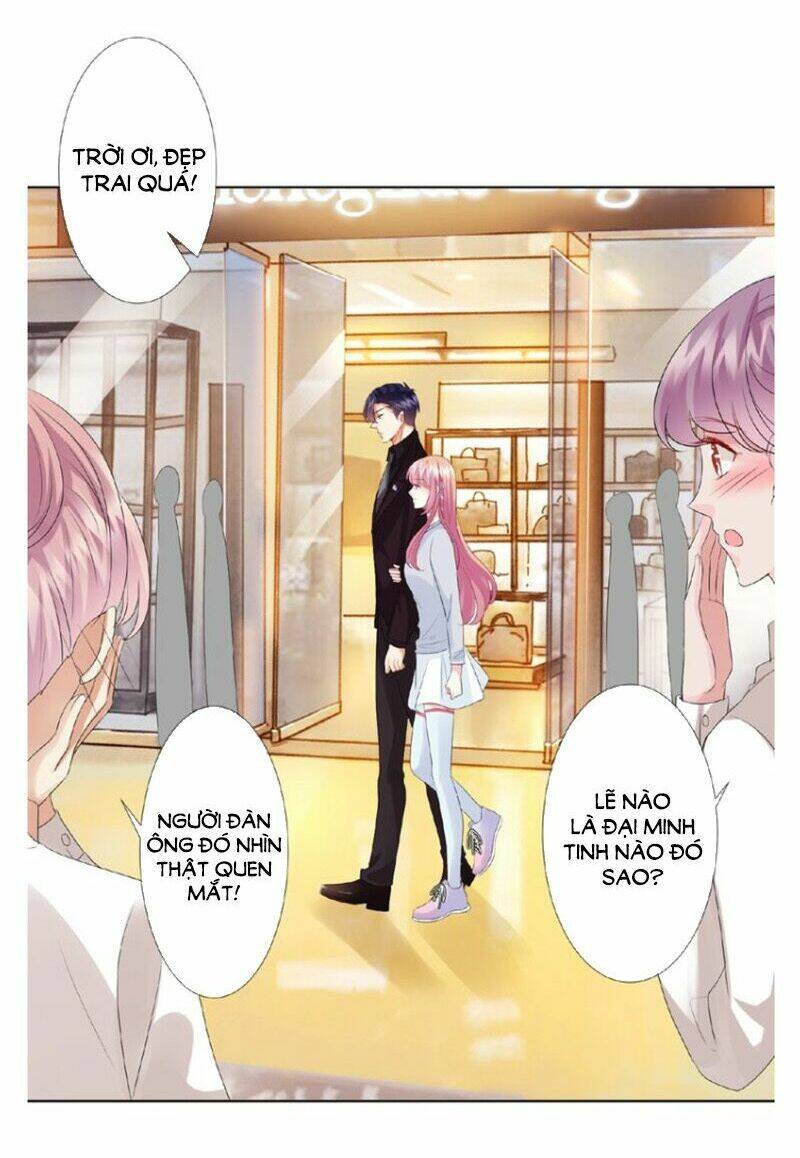 TRỜI ƠI, ĐẸP
TRAI QUÁ!
NGƯỜI ĐÀN
ÔNG ĐÓ NHÌN
THẬT QUEN
MẮT!
LẼ NÀO
LÀ ĐẠI MINH
TINH NÀO ĐÓ
SAO?